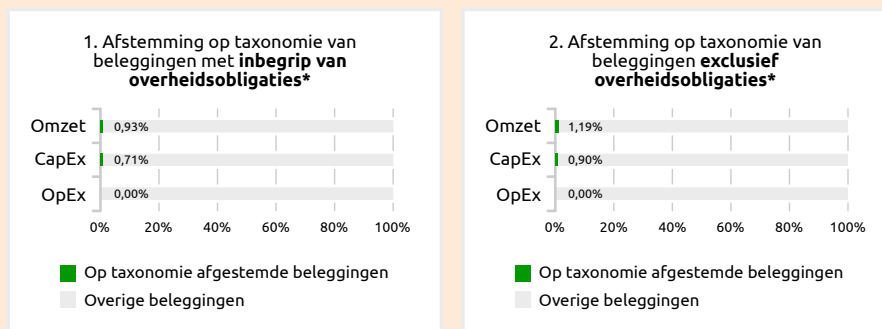 1. Afstemming op taxonomie van
beleggingen met inbegrip van
overheidsobligaties*
Omzet 0,93%
CapEx 0,71%
OpEx 0,00%
0% 20% 40% 60% 80% 100%
Op taxonomie afgestemde beleggingen
Overige beleggingen
2. Afstemming op taxonomie van
beleggingen exclusief
overheidsobligaties*
Omzet 1,19%
CapEx 0,90%
OpEx 0,00%
0% 20% 40% 60% 80% 100%
Op taxonomie afgestemde beleggingen
Overige beleggingen